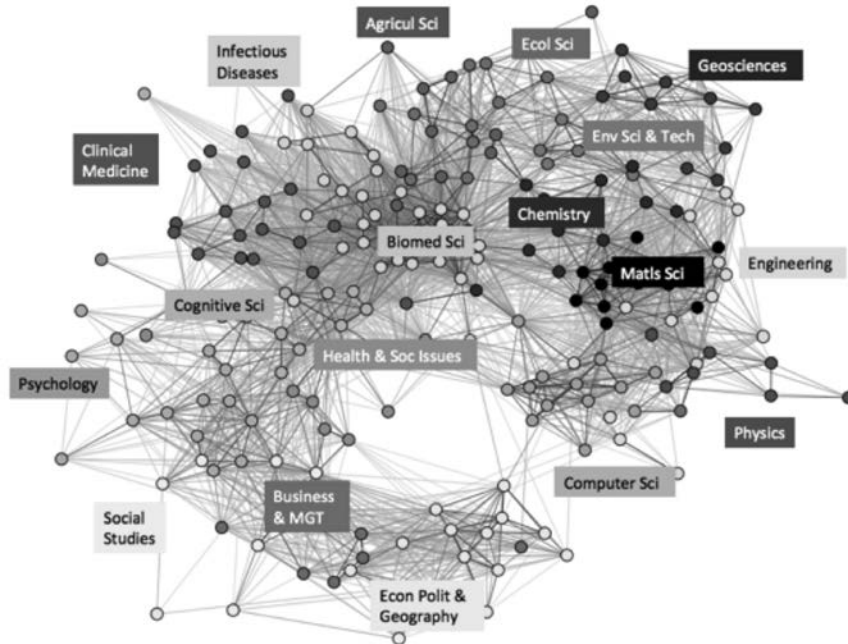 Agricul Sci
Infectious
Diseases
Ecol Sci
Geosciences
Env Sci & Tech
Clinical
Medicine
Chemistry
Biomed Sci
Engineering
Matls Sci
Cognitive Sci
Health & Soc Issues
Psychology
Physics
Computer Sci
Business
& MGT
Social
Studies
Econ Polit &
Geography